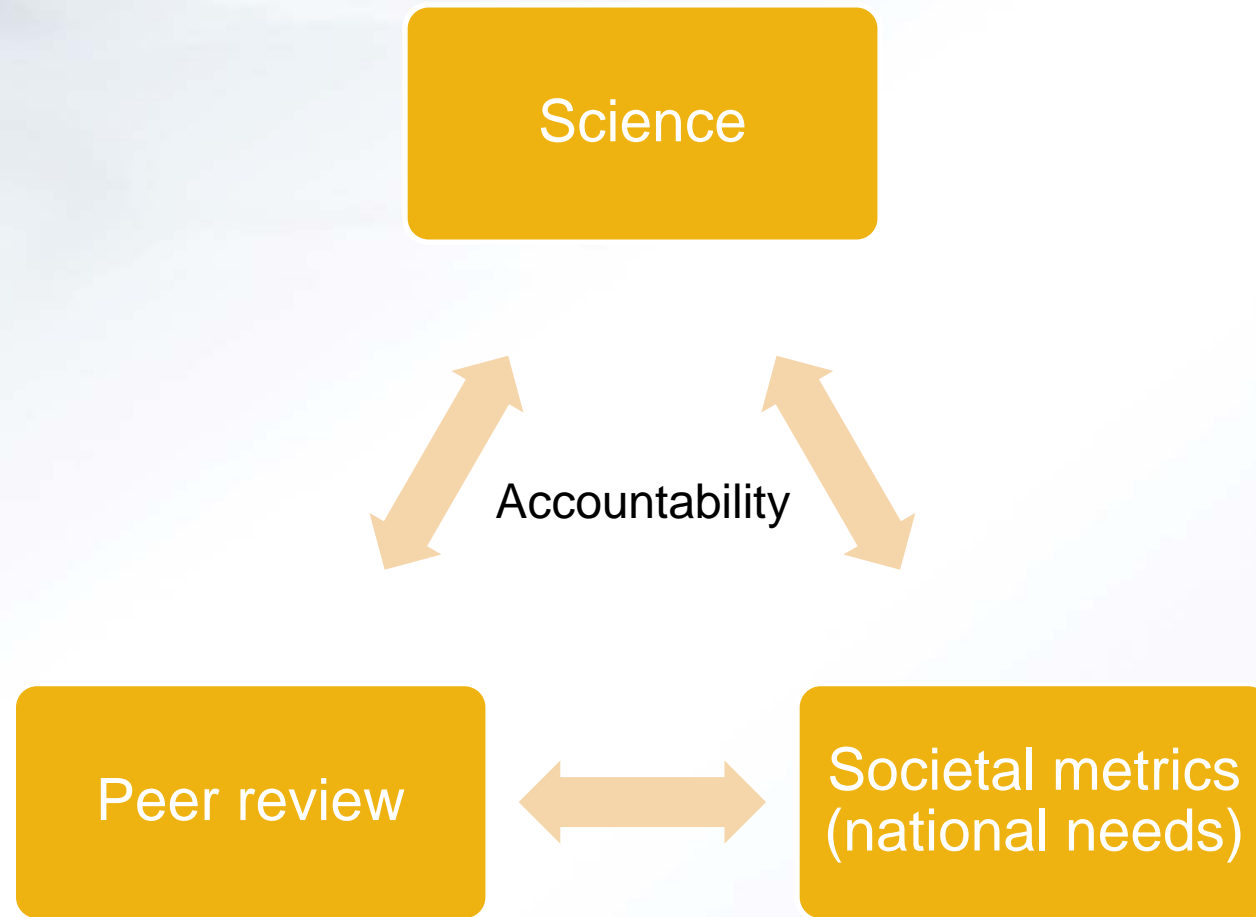 Science
Accountability
Peer review
Societal metrics
(national needs)